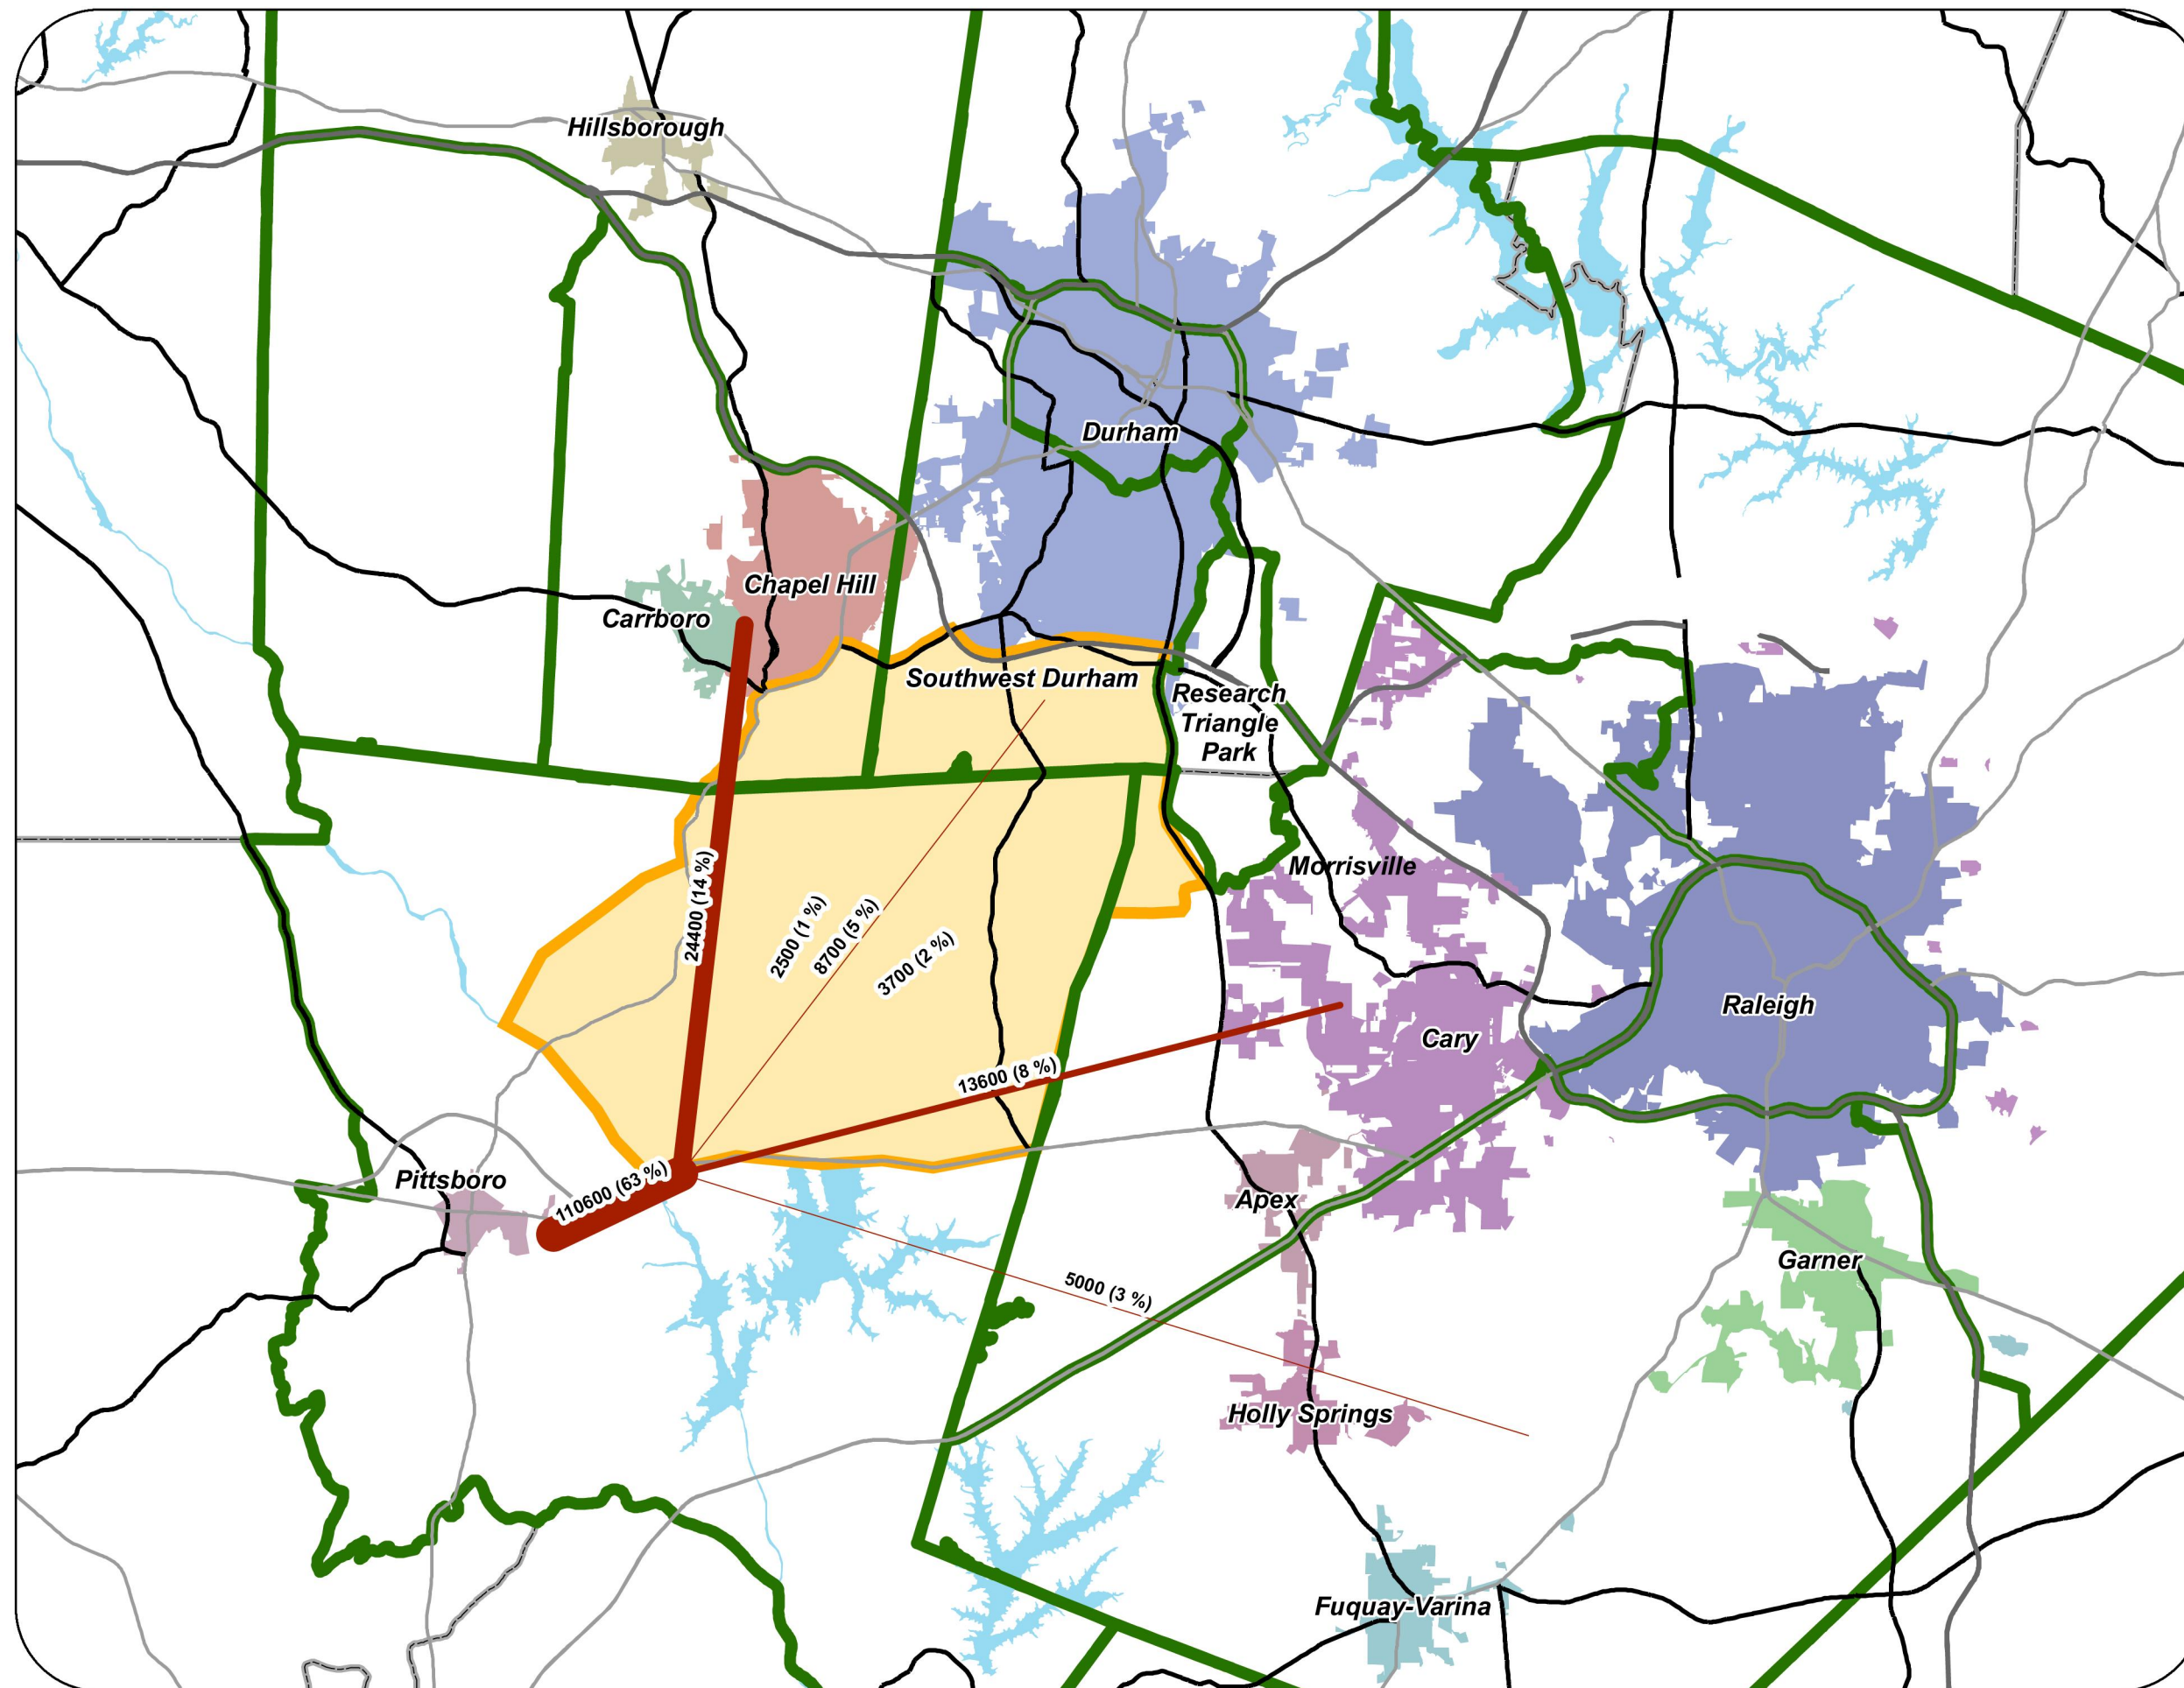 Hillsborough
Durham
Chapel Hill
Carrboro
Southwest Durham
Research
Triangle
Park
Morrisville
24400 (14 %)
2500 (1 %)
8700 (5 %)
3700 (2 %)
Raleigh
Cary
13600 (8 %)
Pittsboro
110600 (63 %)
Apex
Garner
5000 (3 %)
Holly Springs
Fuquay-Varina